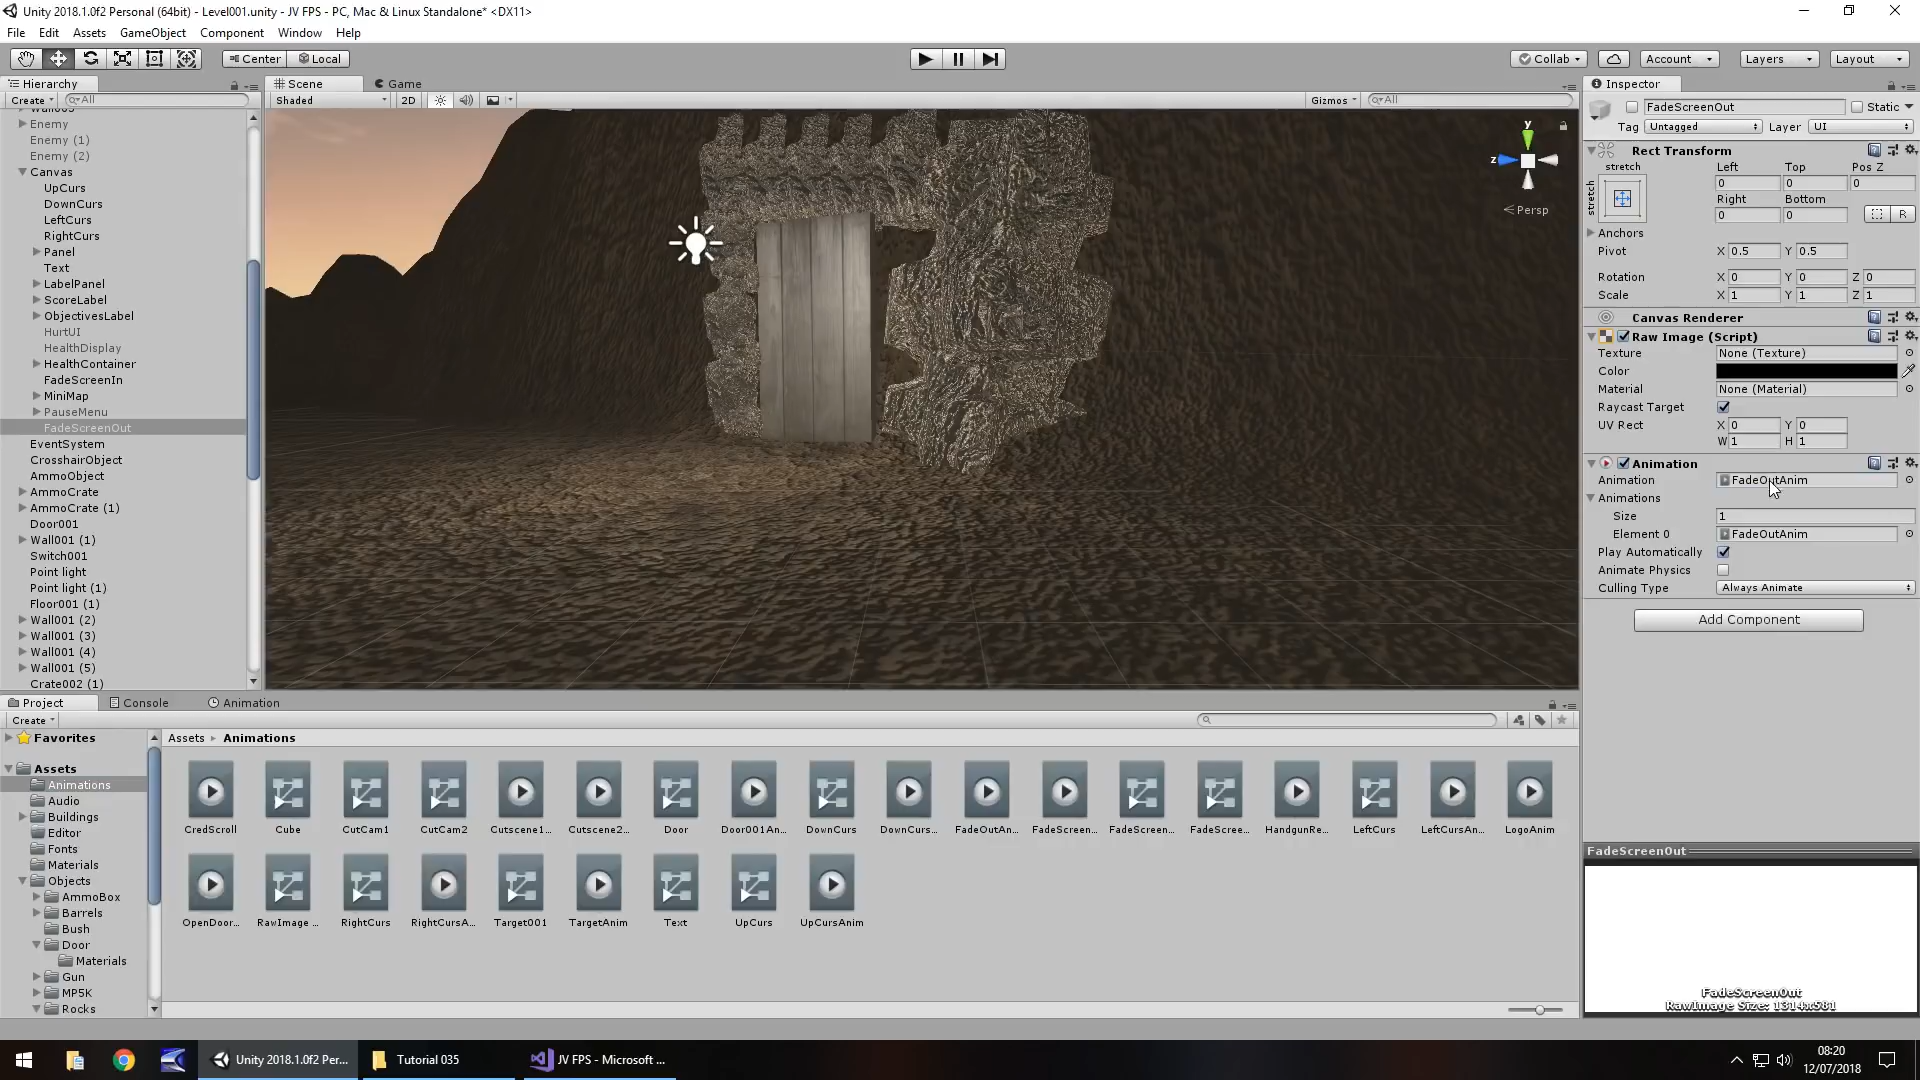 Unity 2018.1.0f2 Personal (64bit) - Level001.unity - JV FPS - PC, Mac & Linux Standalone* <DX11>
File Edit Assets GameObject Component Window Help
Center Local Collab Account Layers Layout
Hierarchy
Create All
Enemy
Enemy (1)
Enemy (2)
Canvas
UpCurs
DownCurs
LeftCurs
RightCurs
Panel
Text
LabelPanel
ScoreLabel
ObjectivesLabel
HurtUI
HealthDisplay
HealthContainer
FadeScreenIn
MiniMap
PauseMenu
FadeScreenOut
EventSystem
CrosshairObject
AmmoObject
AmmoCrate
AmmoCrate (1)
Door001
Wall001 (1)
Switch001
Point light
Point light (1)
Floor001 (1)
Wall001 (2)
Wall001 (3)
Wall001 (4)
Wall001 (5)
Crate002 (1)
Scene Game
Shaded 2D Gizmos All
y
z
Persp
Inspector
FadeScreenOut Static
Tag Untagged Layer UI
Rect Transform
stretch Left Top Pos Z
stretch 0 0 0
Right Bottom
0 0 R
Anchors
Pivot X 0.5 Y 0.5
Rotation X 0 Y 0 Z 0
Scale X 1 Y 1 Z 1
Canvas Renderer
Raw Image (Script)
Texture None (Texture)
Color
Material None (Material)
Raycast Target
UV Rect X 0 Y 0
W 1 H 1
Animation
Animation FadeOutAnim
Animations
Size 1
Element 0 FadeOutAnim
Play Automatically
Animate Physics
Culling Type Always Animate
Add Component
FadeScreenOut
FadeScreenOut
RawImage Size: 1314x581
Project Console Animation
Create
Favorites
Assets
Animations
Audio
Buildings
Editor
Fonts
Materials
Objects
AmmoBox
Barrels
Bush
Door
Materials
Gun
MP5K
Rocks
Assets Animations
CredScroll Cube CutCam1 CutCam2 Cutscene1... Cutscene2... Door Door001An... DownCurs DownCurs... FadeOutAn... FadeScreen... FadeScreen... FadeScree... HandgunRe... LeftCurs LeftCursAn... LogoAnim
OpenDoor... RawImage ... RightCurs RightCursA... Target001 TargetAnim Text UpCurs UpCursAnim
Unity 2018.1.0f2 Per... Tutorial 035 JV FPS - Microsoft ...
08:20
12/07/2018